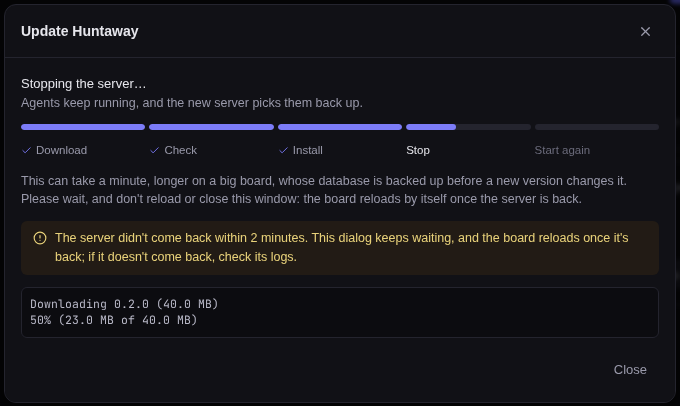 Update Huntaway
Stopping the server…
Agents keep running, and the new server picks them back up.
Download
Check
Install
Stop
Start again
This can take a minute, longer on a big board, whose database is backed up before a new version changes it.
Please wait, and don't reload or close this window: the board reloads by itself once the server is back.
The server didn't come back within 2 minutes. This dialog keeps waiting, and the board reloads once it's
back; if it doesn't come back, check its logs.
Downloading 0.2.0 (40.0 MB)
50% (23.0 MB of 40.0 MB)
Close